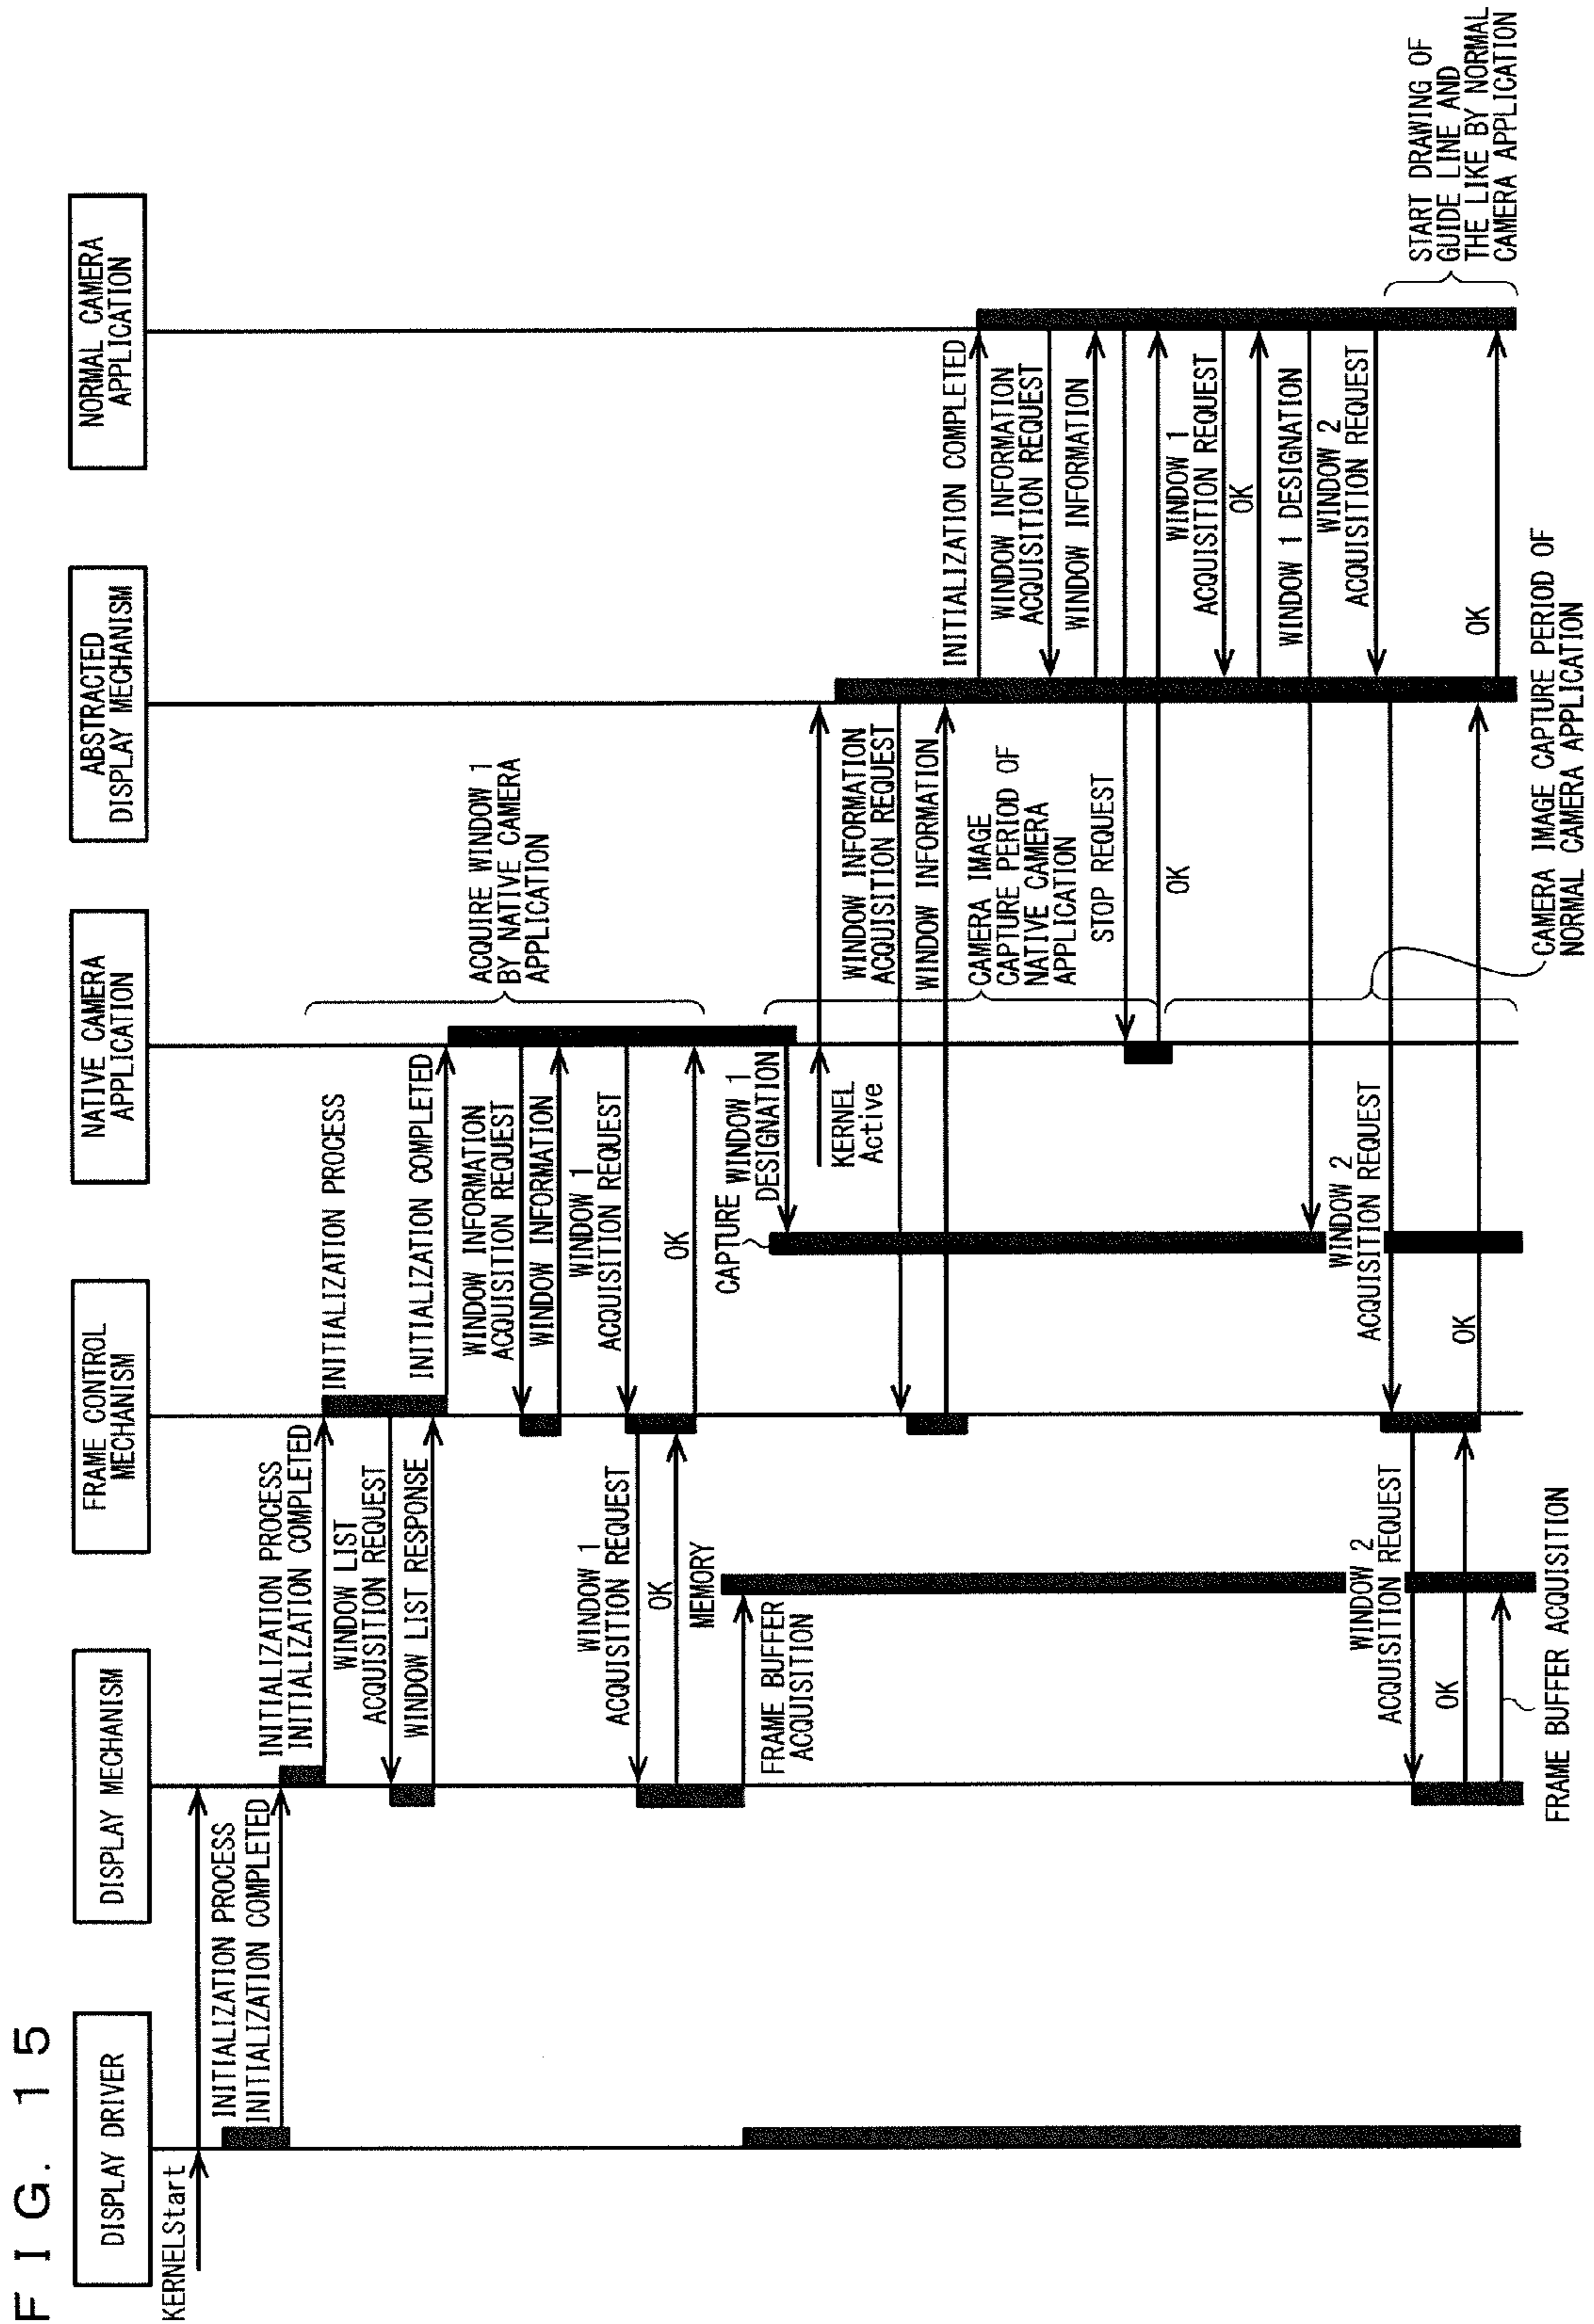 FIG. 15
DISPLAY DRIVER
DISPLAY MECHANISM
FRAME CONTROL
MECHANISM
NATIVE CAMERA
APPLICATION
ABSTRACTED
DISPLAY MECHANISM
NORMAL CAMERA
APPLICATION
KERNELStart
INITIALIZATION PROCESS
INITIALIZATION COMPLETED
INITIALIZATION PROCESS
INITIALIZATION COMPLETED
INITIALIZATION PROCESS
WINDOW LIST
ACQUISITION REQUEST
WINDOW LIST RESPONSE
INITIALIZATION COMPLETED
WINDOW INFORMATION
ACQUISITION REQUEST
WINDOW INFORMATION
WINDOW 1
ACQUISITION REQUEST
ACQUIRE WINDOW 1
BY NATIVE CAMERA
APPLICATION
WINDOW 1
ACQUISITION REQUEST
OK
OK
MEMORY
FRAME BUFFER
ACQUISITION
CAPTURE
WINDOW 1
DESIGNATION
KERNEL
Active
WINDOW INFORMATION
ACQUISITION REQUEST
WINDOW INFORMATION
CAMERA IMAGE
CAPTURE PERIOD OF
NATIVE CAMERA
APPLICATION
INITIALIZATION COMPLETED
WINDOW INFORMATION
ACQUISITION REQUEST
WINDOW INFORMATION
STOP REQUEST
OK
WINDOW 1
ACQUISITION REQUEST
OK
WINDOW 1 DESIGNATION
WINDOW 2
ACQUISITION REQUEST
WINDOW 2
ACQUISITION REQUEST
WINDOW 2
ACQUISITION REQUEST
OK
OK
OK
FRAME BUFFER ACQUISITION
CAMERA IMAGE CAPTURE PERIOD OF
NORMAL CAMERA APPLICATION
START DRAWING OF
GUIDE LINE AND
THE LIKE BY NORMAL
CAMERA APPLICATION